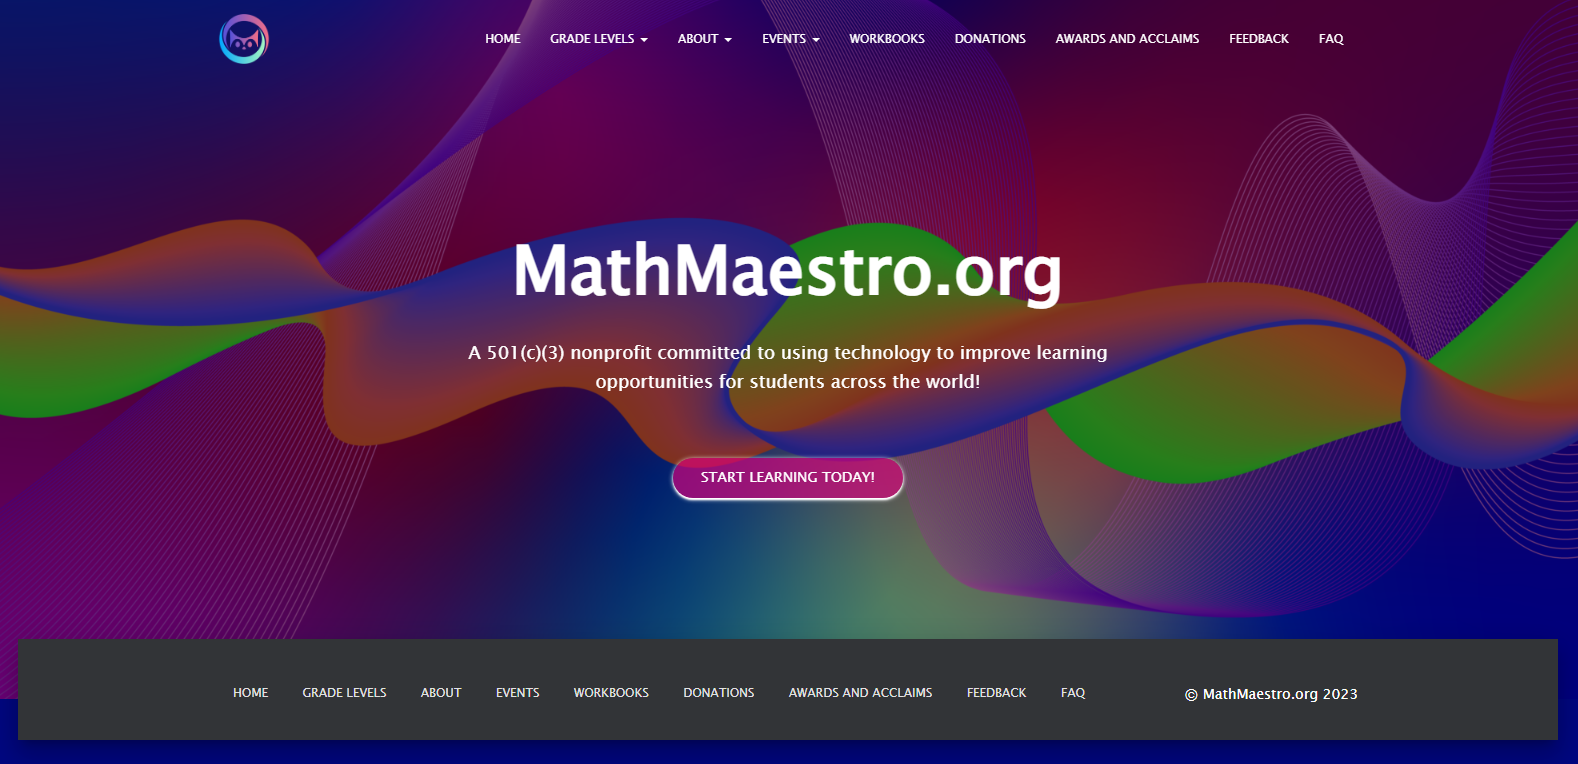 HOME GRADE LEVELS ABOUT EVENTS WORKBOOKS DONATIONS AWARDS AND ACCLAIMS FEEDBACK FAQ
MathMaestro.org
A 501(c)(3) nonprofit committed to using technology to improve learning
opportunities for students across the world!
START LEARNING TODAY!
HOME GRADE LEVELS ABOUT EVENTS WORKBOOKS DONATIONS AWARDS AND ACCLAIMS FEEDBACK FAQ © MathMaestro.org 2023